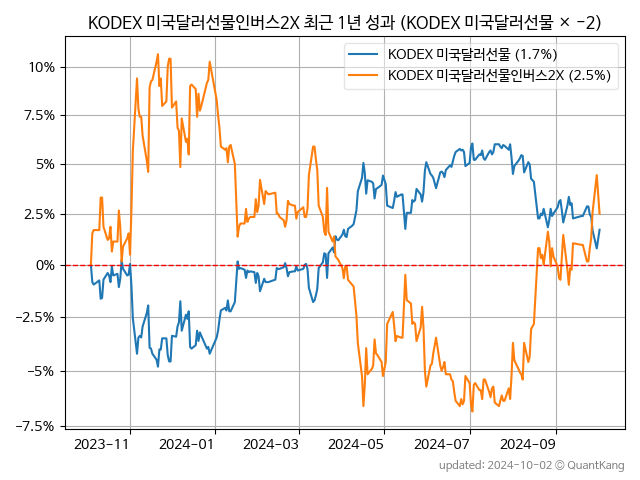 KODEX 미국달러선물인버스2X 최근 1년 성과 (KODEX 미국달러선물 × -2)
KODEX 미국달러선물 (1.7%)
KODEX 미국달러선물인버스2X (2.5%)
10%
7.5%
5%
2.5%
0%
-2.5%
-5%
-7.5%
2023-11 2024-01 2024-03 2024-05 2024-07 2024-09
updated: 2024-10-02 © QuantKang